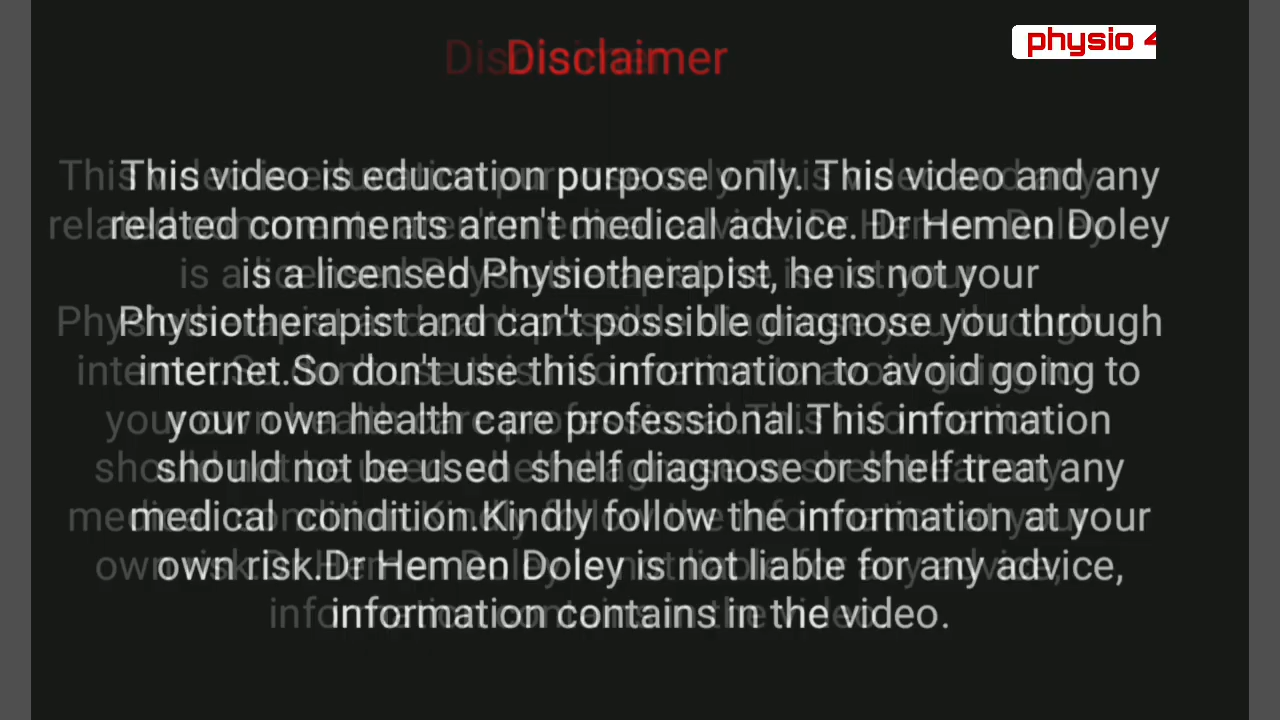 physio 4
Disclaimer
This video is education purpose only. This video and any
related comments aren't medical advice. Dr Hemen Doley
is a licensed Physiotherapist, he is not your
Physiotherapist and can't possible diagnose you through
internet.So don't use this information to avoid going to
your own health care professional.This information
should not be used shelf diagnose or shelf treat any
medical condition.Kindly follow the information at your
own risk.Dr Hemen Doley is not liable for any advice,
information contains in the video.